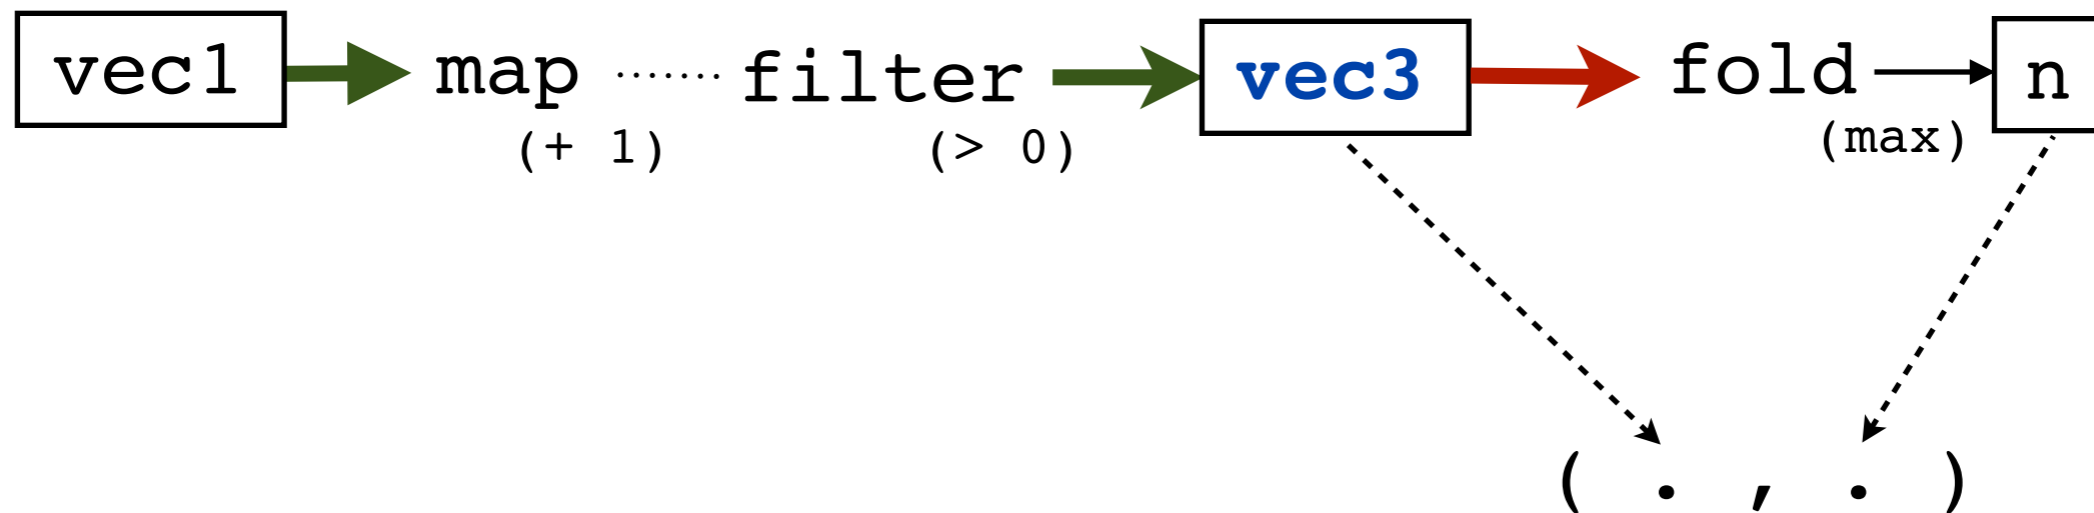 vec1 map filter vec3 fold n
(+ 1) (> 0) (max)
( . , . )